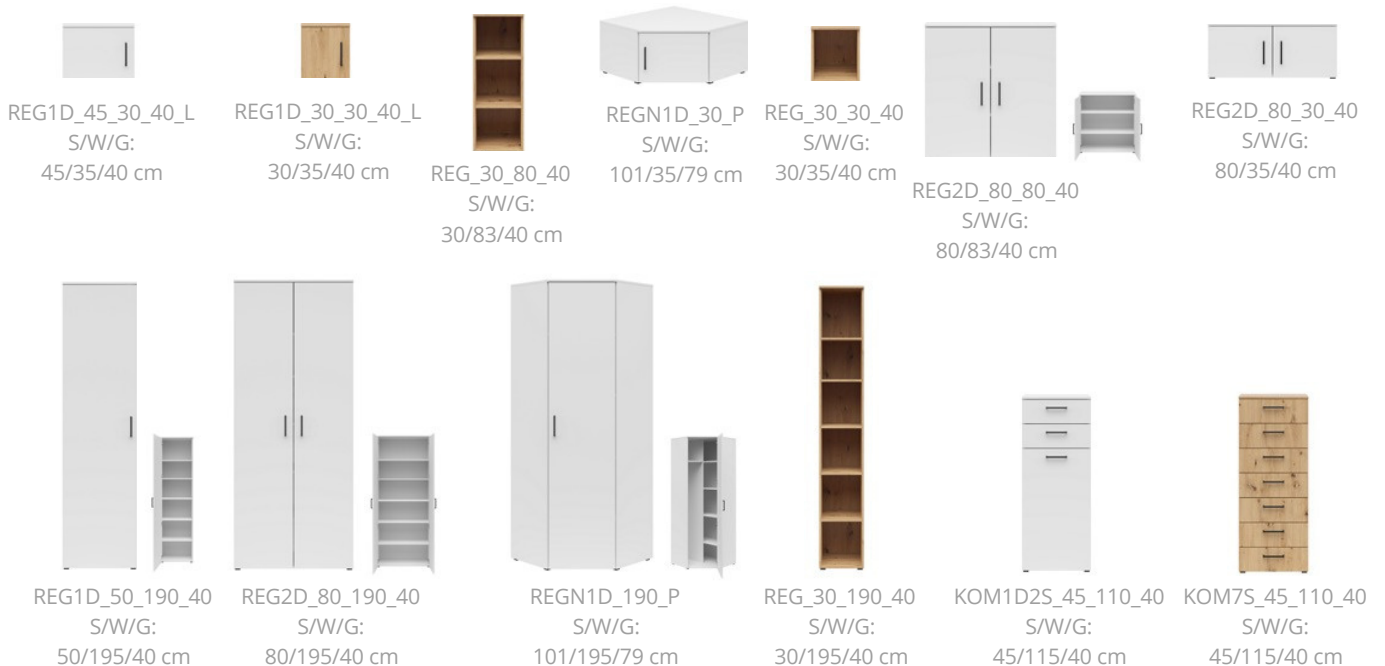 REG1D_45_30_40_L
S/W/G:
45/35/40 cm
REG1D_30_30_40_L
S/W/G:
30/35/40 cm
REG_30_80_40
S/W/G:
30/83/40 cm
REGN1D_30_P
S/W/G:
101/35/79 cm
REG_30_30_40
S/W/G:
30/35/40 cm
REG2D_80_80_40
S/W/G:
80/83/40 cm
REG2D_80_30_40
S/W/G:
80/35/40 cm
REG1D_50_190_40
S/W/G:
50/195/40 cm
REG2D_80_190_40
S/W/G:
80/195/40 cm
REGN1D_190_P
S/W/G:
101/195/79 cm
REG_30_190_40
S/W/G:
30/195/40 cm
KOM1D2S_45_110_40
S/W/G:
45/115/40 cm
KOM7S_45_110_40
S/W/G:
45/115/40 cm